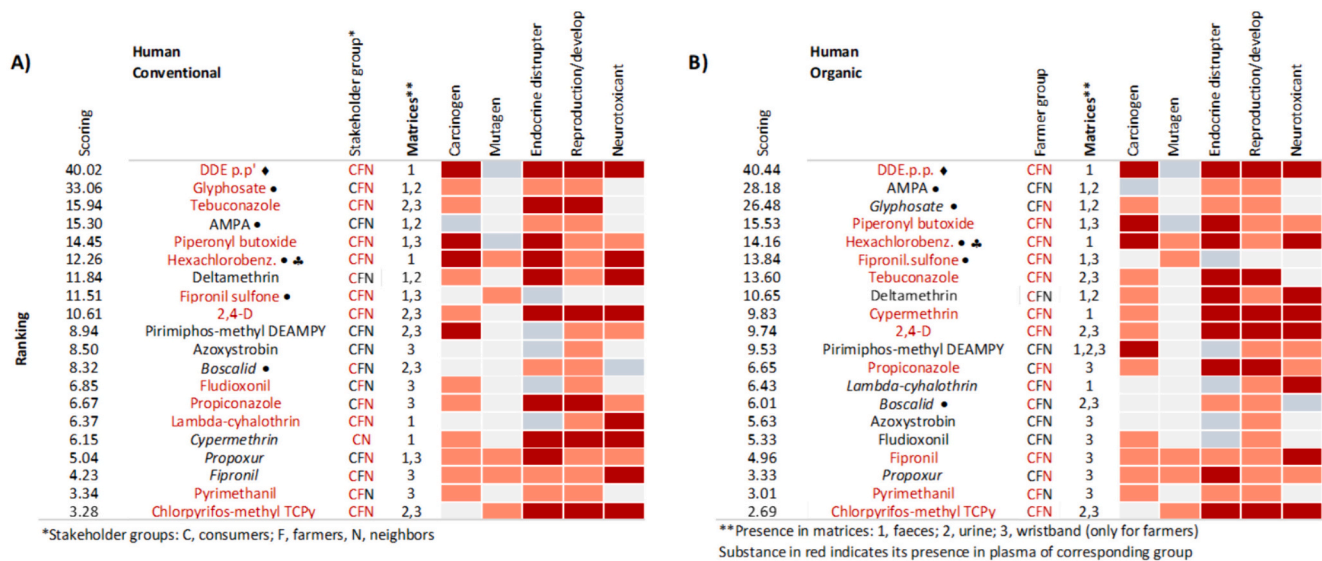 A)
Human
Conventional
Scoring
Stakeholder group*
Matrices**
Carcinogen
Mutagen
Endocrine distrupter
Reproduction/develop
Neurotoxicant
Ranking
40.02 DDE p.p' ♦ CFN 1
33.06 Glyphosate ● CFN 1,2
15.94 Tebuconazole CFN 2,3
15.30 AMPA ● CFN 1,2
14.45 Piperonyl butoxide CFN 1,3
12.26 Hexachlorobenz. ● ♣ CFN 1
11.84 Deltamethrin CFN 1,2
11.51 Fipronil sulfone ● CFN 1,3
10.61 2,4-D CFN 2,3
8.94 Pirimiphos-methyl DEAMPY CFN 2,3
8.50 Azoxystrobin CFN 3
8.32 Boscalid ● CFN 2,3
6.85 Fludioxonil CFN 3
6.67 Propiconazole CFN 3
6.37 Lambda-cyhalothrin CFN 1
6.15 Cypermethrin CN 1
5.04 Propoxur CFN 1,3
4.23 Fipronil CFN 3
3.34 Pyrimethanil CFN 3
3.28 Chlorpyrifos-methyl TCPy CFN 2,3
*Stakeholder groups: C, consumers; F, farmers, N, neighbors
B)
Human
Organic
Scoring
Farmer group
Matrices**
Carcinogen
Mutagen
Endocrine distrupter
Reproduction/develop
Neurotoxicant
40.44 DDE.p.p. ♦ CFN 1
28.18 AMPA ● CFN 1,2
26.48 Glyphosate ● CFN 1,2
15.53 Piperonyl butoxide CFN 1,3
14.16 Hexachlorobenz. ● ♣ CFN 1
13.84 Fipronil.sulfone ● CFN 1,3
13.60 Tebuconazole CFN 2,3
10.65 Deltamethrin CFN 1,2
9.83 Cypermethrin CFN 1
9.74 2,4-D CFN 2,3
9.53 Pirimiphos-methyl DEAMPY CFN 1,2,3
6.65 Propiconazole CFN 3
6.43 Lambda-cyhalothrin CFN 1
6.01 Boscalid ● CFN 2,3
5.63 Azoxystrobin CFN 3
5.33 Fludioxonil CFN 3
4.96 Fipronil CFN 3
3.33 Propoxur CFN 3
3.01 Pyrimethanil CFN 3
2.69 Chlorpyrifos-methyl TCPy CFN 2,3
**Presence in matrices: 1, faeces; 2, urine; 3, wristband (only for farmers)
Substance in red indicates its presence in plasma of corresponding group